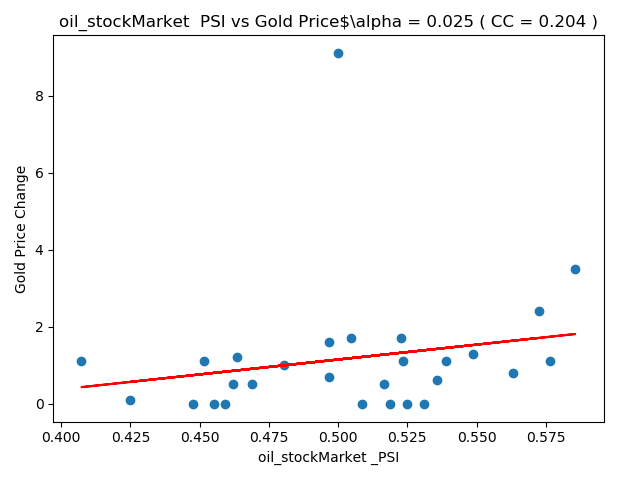 oil_stockMarket  PSI vs Gold Price$\alpha = 0.025 ( CC = 0.204 )
8
6
4
2
0
Gold Price Change
0.400 0.425 0.450 0.475 0.500 0.525 0.550 0.575
oil_stockMarket _PSI